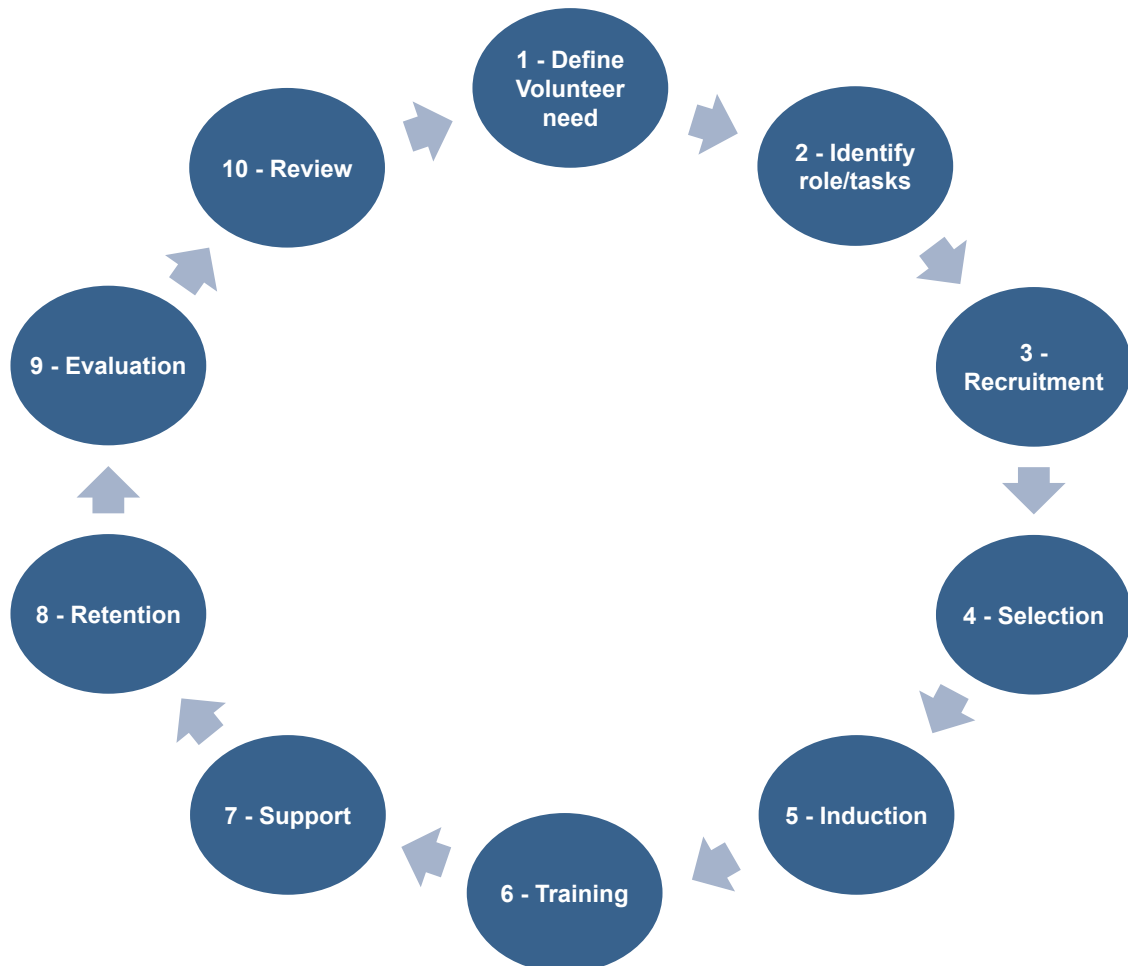 1 - Define
Volunteer
need
2 - Identify
role/tasks
3 -
Recruitment
4 - Selection
5 - Induction
6 - Training
7 - Support
8 - Retention
9 - Evaluation
10 - Review